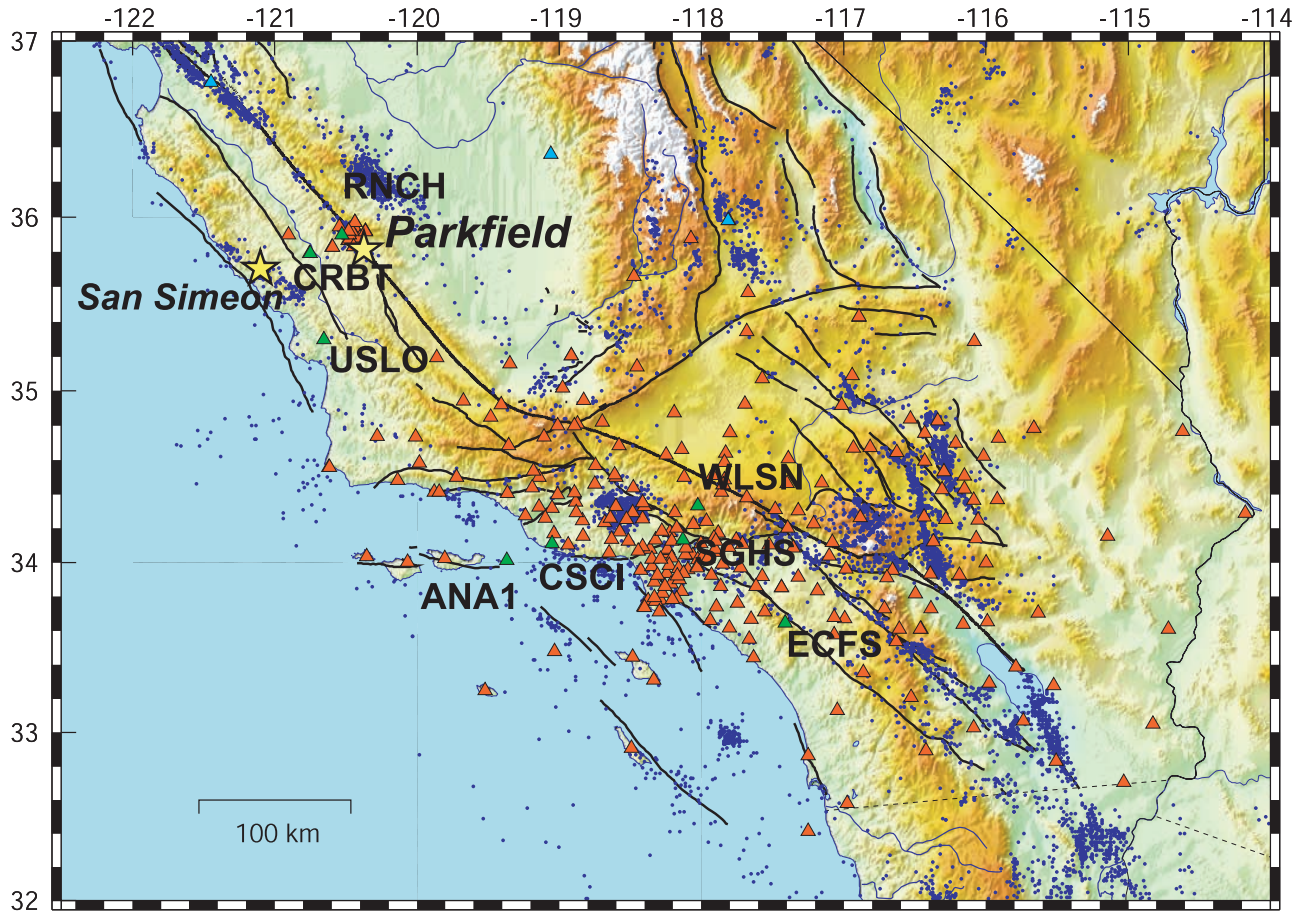 -122 -121 -120 -119 -118 -117 -116 -115 -114
37
RNCH
36
Parkfield
CRBT
San Simeon
USLO
35
WLSN
SGHS
34
CSCI
ANA1
ECFS
33
100 km
32